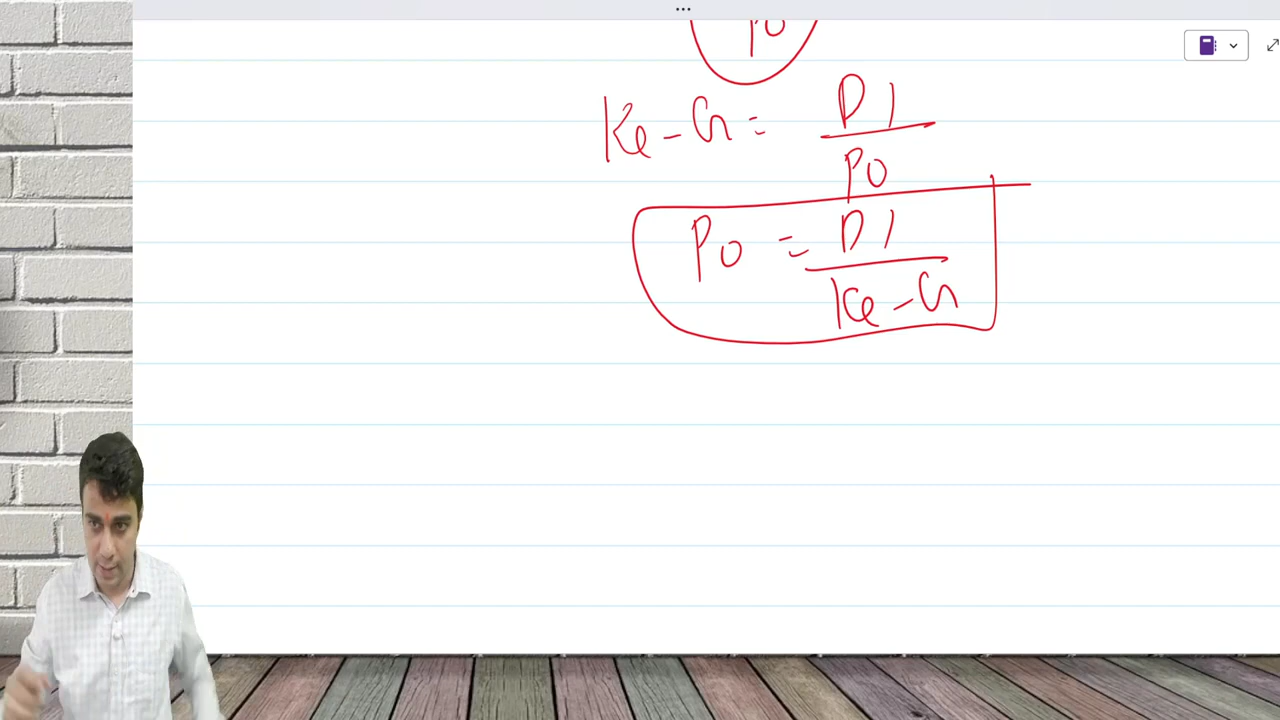 P0
Ke - G = D1 / P0
P0 = D1 / Ke - G